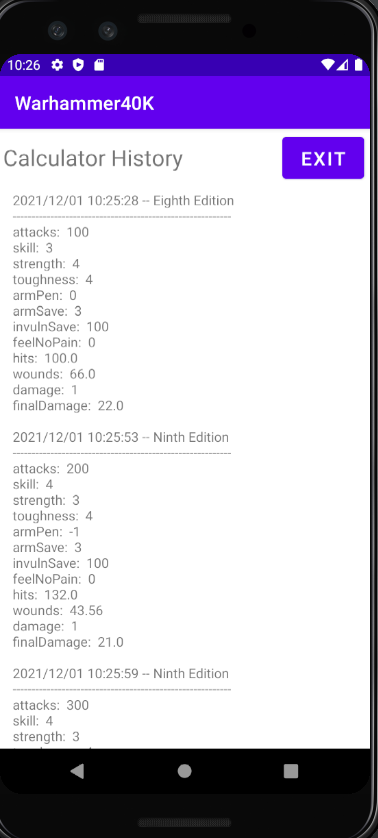 10:26
Warhammer40K
Calculator History
EXIT
2021/12/01 10:25:28 -- Eighth Edition
------------------------------------------------------------
attacks: 100
skill: 3
strength: 4
toughness: 4
armPen: 0
armSave: 3
invulnSave: 100
feelNoPain: 0
hits: 100.0
wounds: 66.0
damage: 1
finalDamage: 22.0
2021/12/01 10:25:53 -- Ninth Edition
------------------------------------------------------------
attacks: 200
skill: 4
strength: 3
toughness: 4
armPen: -1
armSave: 3
invulnSave: 100
feelNoPain: 0
hits: 132.0
wounds: 43.56
damage: 1
finalDamage: 21.0
2021/12/01 10:25:59 -- Ninth Edition
------------------------------------------------------------
attacks: 300
skill: 4
strength: 3